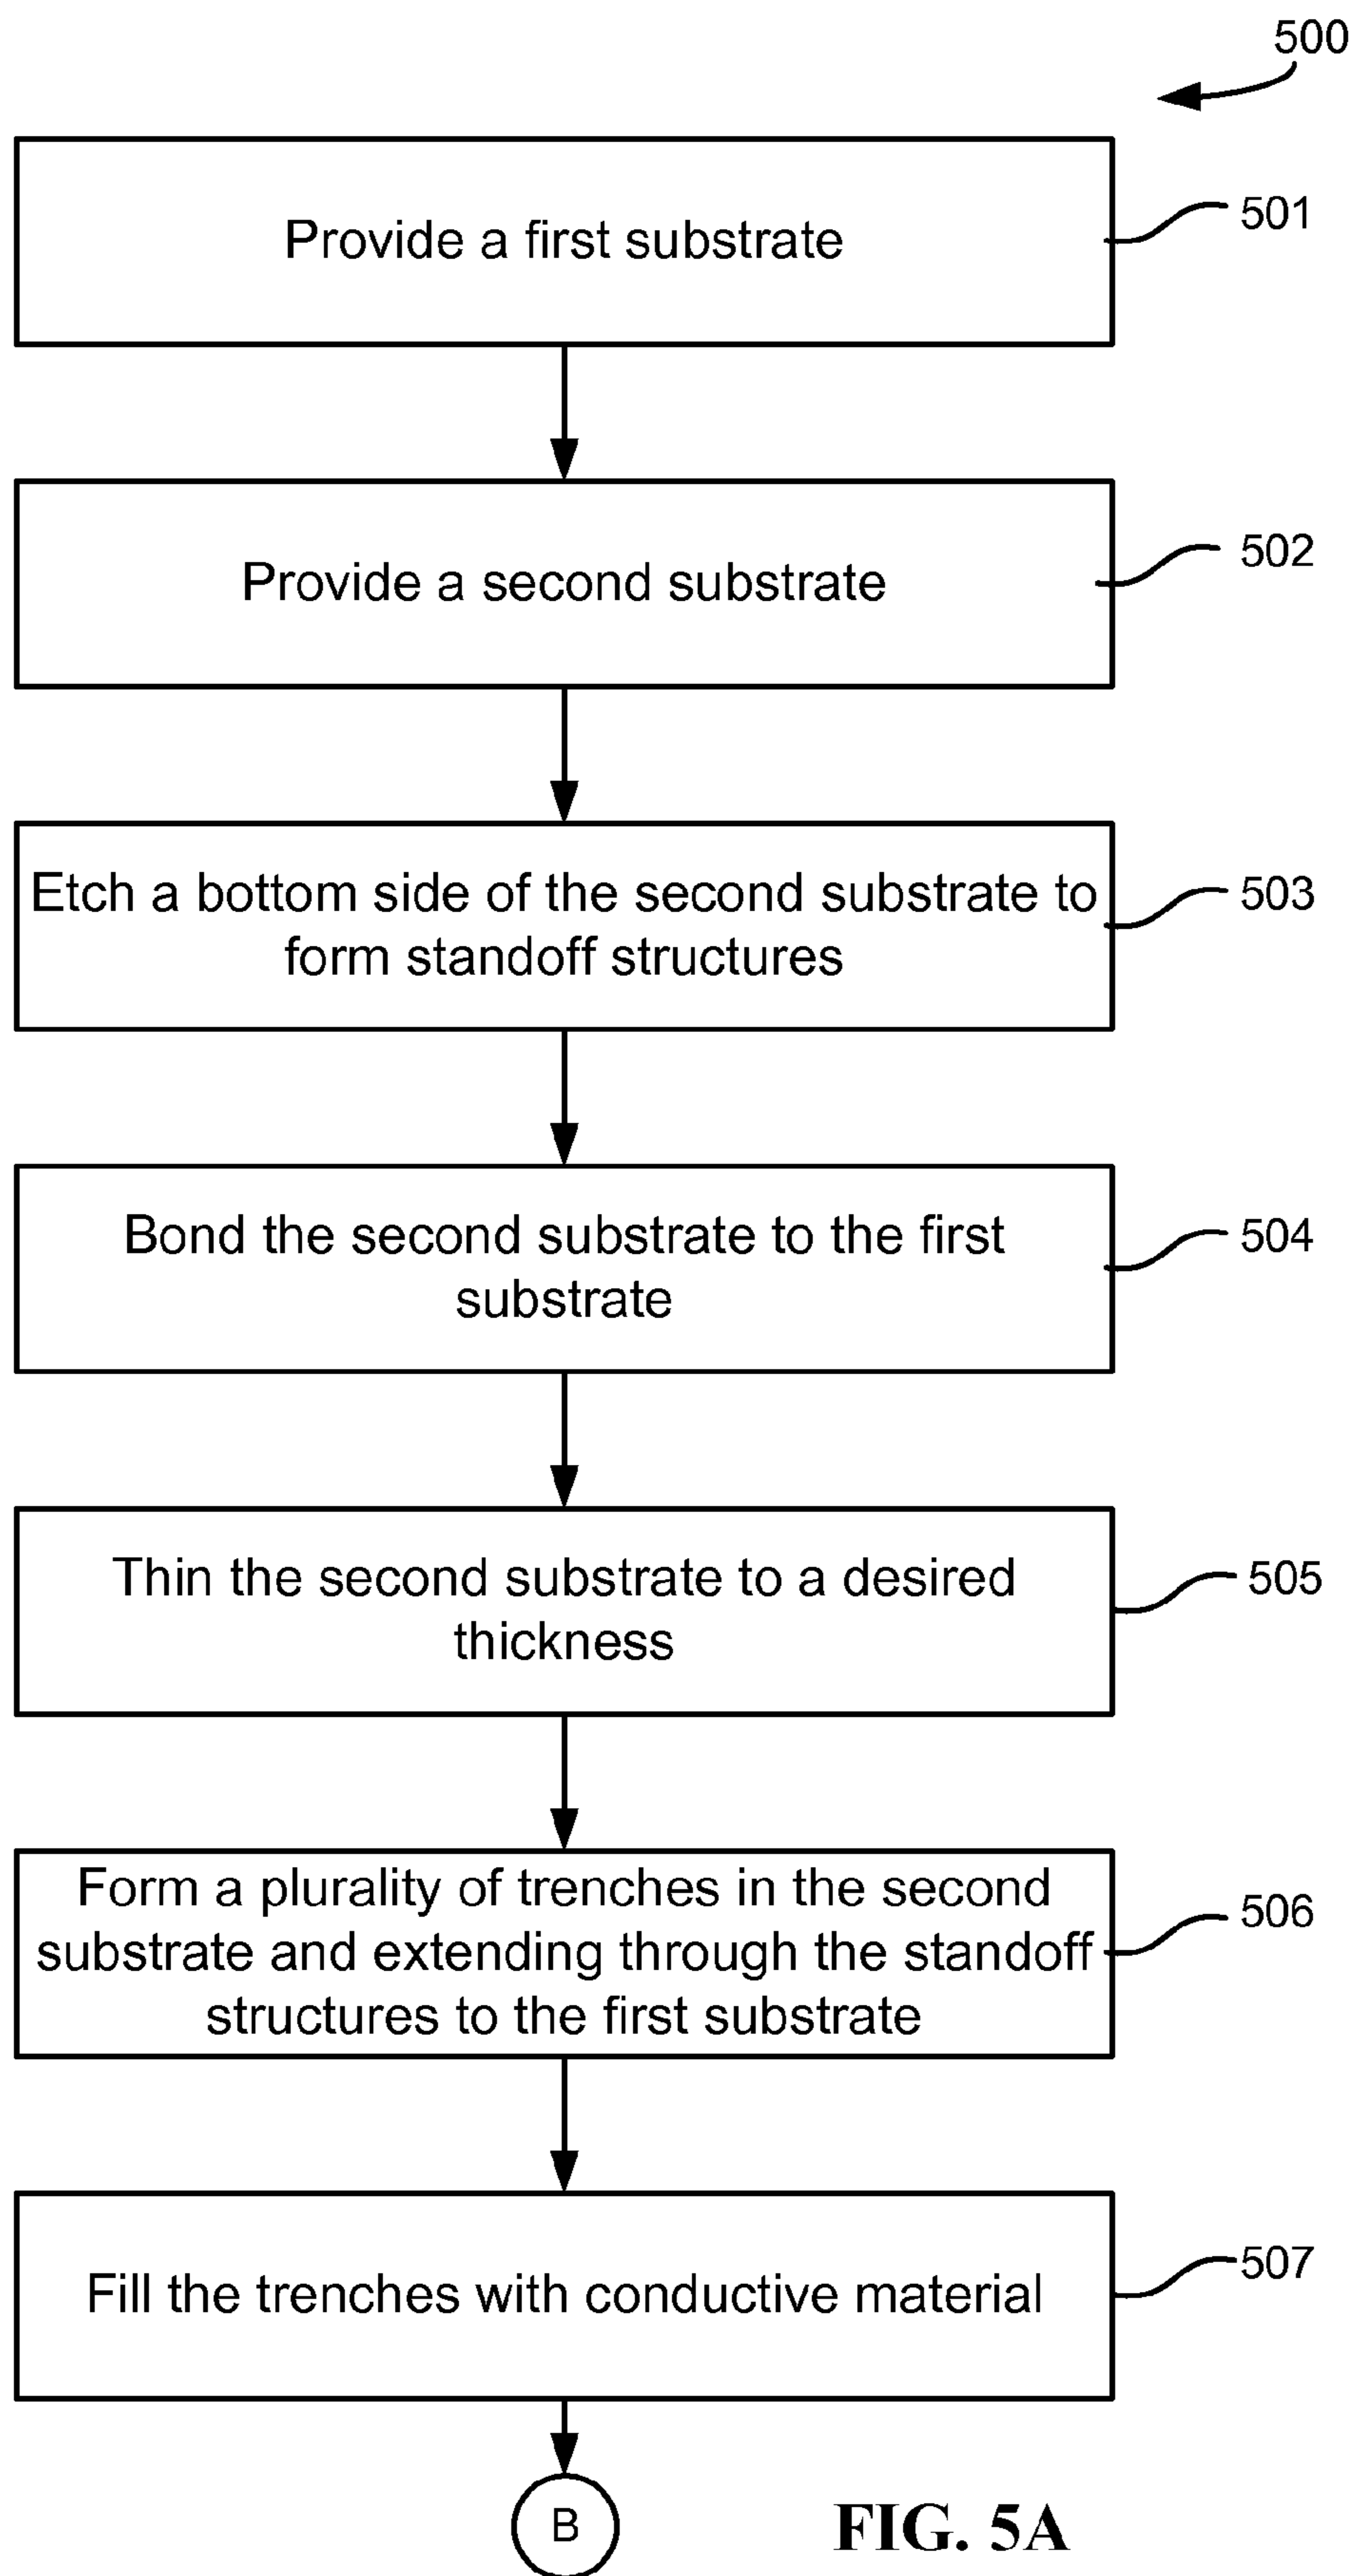 500
Provide a first substrate
501
Provide a second substrate
502
Etch a bottom side of the second substrate to
form standoff structures
503
Bond the second substrate to the first
substrate
504
Thin the second substrate to a desired
thickness
505
Form a plurality of trenches in the second
substrate and extending through the standoff
structures to the first substrate
506
Fill the trenches with conductive material
507
B
FIG. 5A